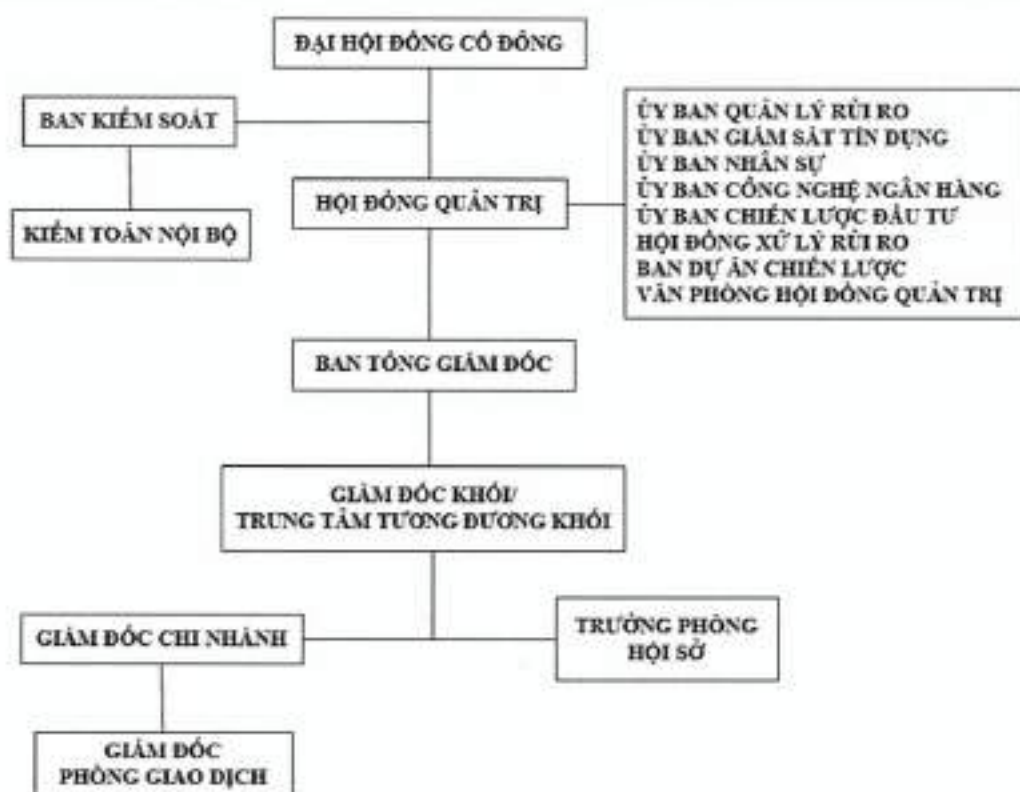 ĐẠI HỘI ĐỒNG CỔ ĐÔNG
BAN KIỂM SOÁT
KIỂM TOÁN NỘI BỘ
HỘI ĐỒNG QUẢN TRỊ
ỦY BAN QUẢN LÝ RỦI RO
ỦY BAN GIÁM SÁT TÍN DỤNG
ỦY BAN NHÂN SỰ
ỦY BAN CÔNG NGHỆ NGÂN HÀNG
ỦY BAN CHIẾN LƯỢC ĐẦU TƯ
HỘI ĐỒNG XỬ LÝ RỦI RO
BAN DỰ ÁN CHIẾN LƯỢC
VĂN PHÒNG HỘI ĐỒNG QUẢN TRỊ
BAN TỔNG GIÁM ĐỐC
GIÁM ĐỐC KHỐI/
TRUNG TÂM TƯƠNG ĐƯƠNG KHỐI
GIÁM ĐỐC CHI NHÁNH
TRƯỞNG PHÒNG
HỘI SỞ
GIÁM ĐỐC
PHÒNG GIAO DỊCH